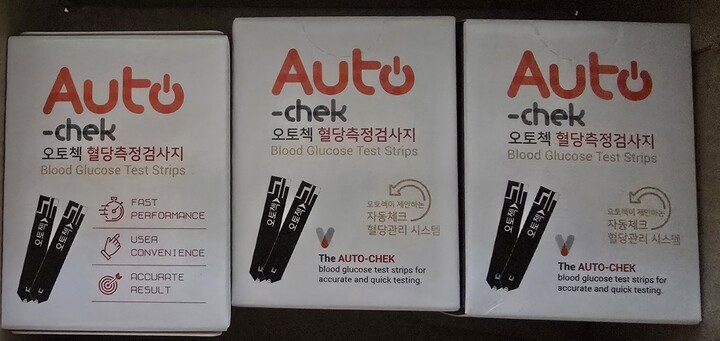 Auto
-chek
오토첵 혈당측정검사지
Blood Glucose Test Strips
오토첵
오토첵
FAST
PERFORMANCE
USER
CONVENIENCE
ACCURATE
RESULT
Auto
-chek
오토첵 혈당측정검사지
Blood Glucose Test Strips
오토첵
오토첵
오토첵이 제안하는
자동체크
혈당관리 시스템
The AUTO-CHEK
blood glucose test strips for
accurate and quick testing.
Auto
-chek
오토첵 혈당측정검사지
Blood Glucose Test Strips
오토첵
오토첵
오토첵이 제안하는
자동체크
혈당관리 시스템
The AUTO-CHEK
blood glucose test strips for
accurate and quick testing.